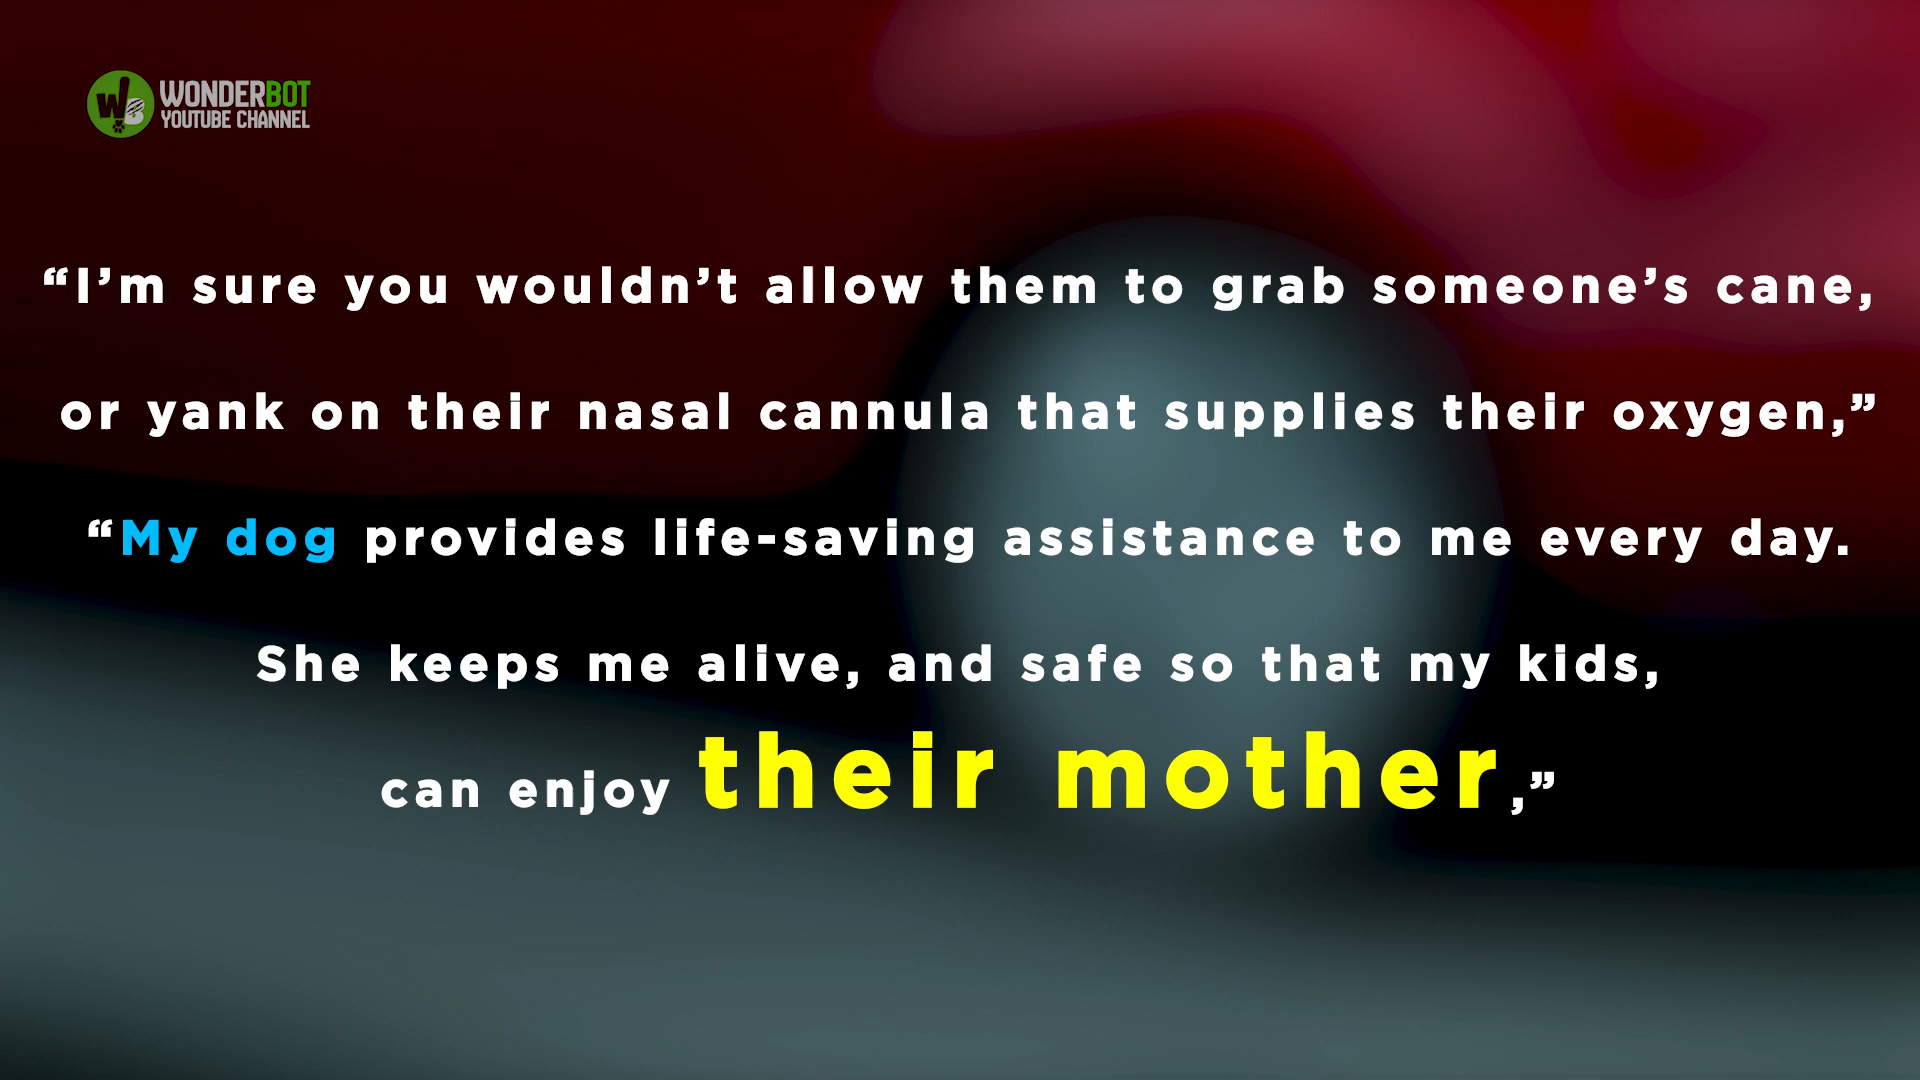 WONDERBOT
YOUTUBE CHANNEL
“I’m sure you wouldn’t allow them to grab someone’s cane,
or yank on their nasal cannula that supplies their oxygen,”
“My dog provides life-saving assistance to me every day.
She keeps me alive, and safe so that my kids,
can enjoy their mother,”